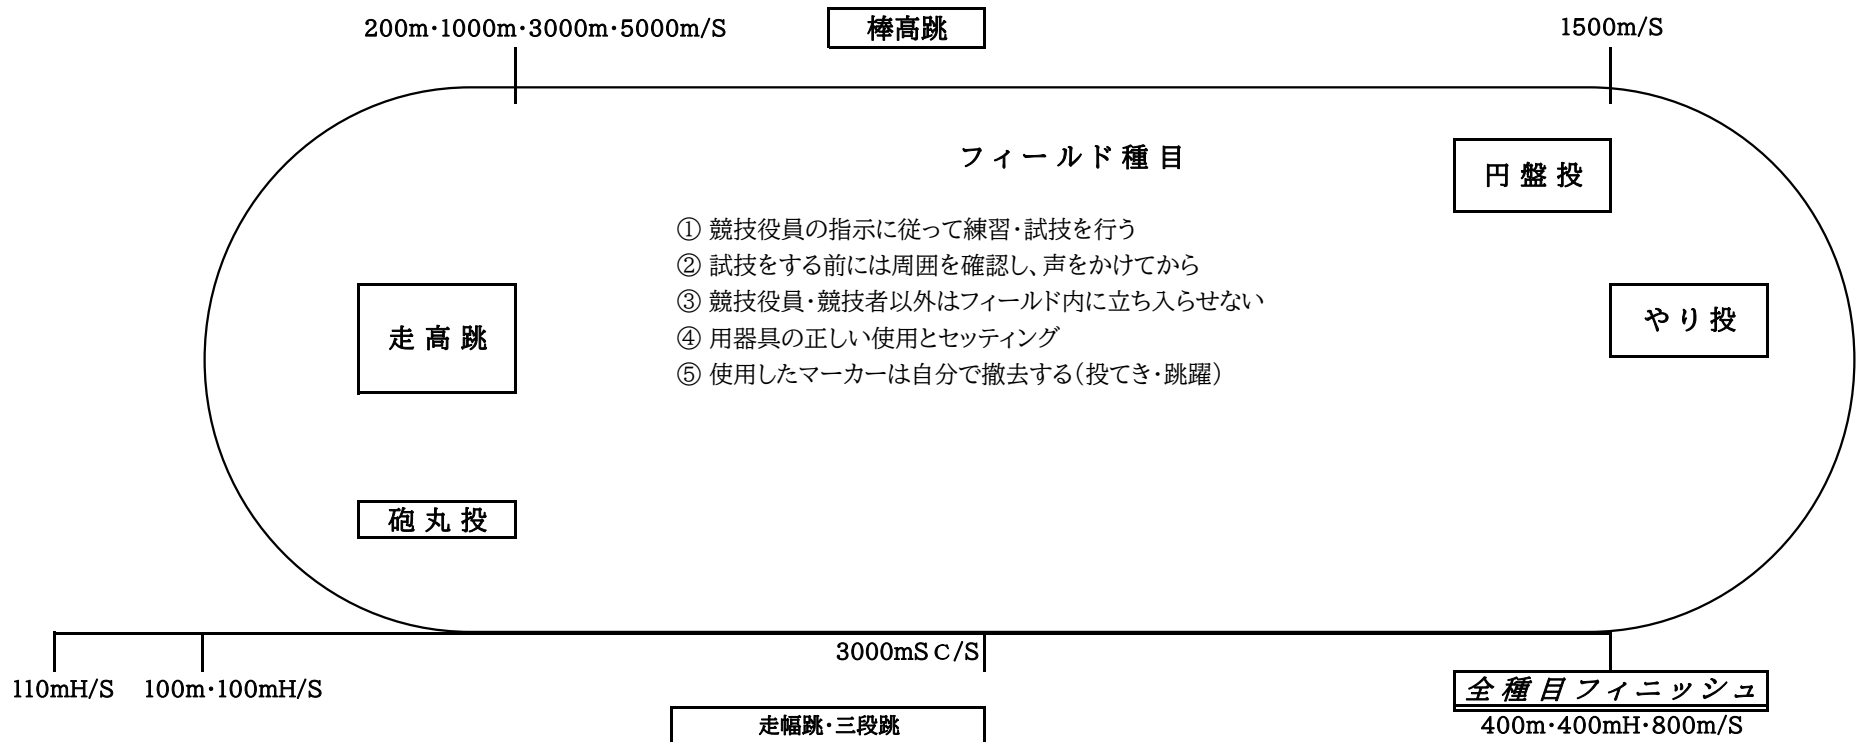 200m・1000m・3000m・5000m/S
棒高跳
1500m/S
フィールド種目
円盤投
① 競技役員の指示に従って練習・試技を行う
② 試技をする前には周囲を確認し、声をかけてから
③ 競技役員・競技者以外はフィールド内に立ち入らせない
④ 用器具の正しい使用とセッティング
⑤ 使用したマーカーは自分で撤去する（投てき・跳躍）
走高跳
やり投
砲丸投
3000mSC/S
110mH/S
100m・100mH/S
全種目フィニッシュ
走幅跳・三段跳
400m・400mH・800m/S